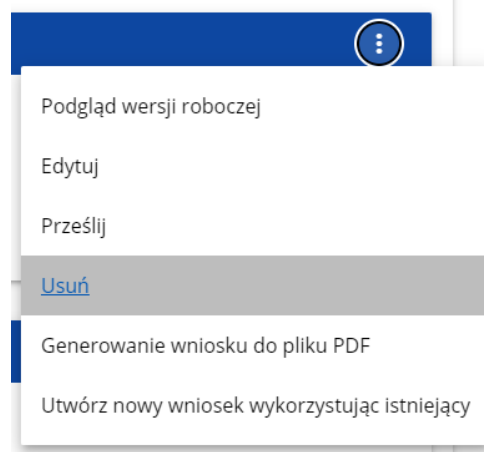 Podgląd wersji roboczej
Edytuj
Prześlij
Usuń
Generowanie wniosku do pliku PDF
Utwórz nowy wniosek wykorzystując istniejący